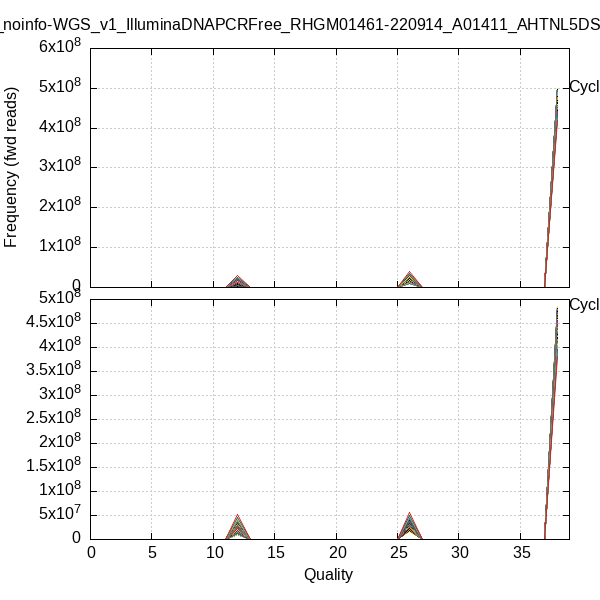 _noinfo-WGS_v1_IlluminaDNAPCRFree_RHGM01461-220914_A01411_AHTNL5DS
6x10^8
5x10^8
4x10^8
3x10^8
2x10^8
1x10^8
0
Frequency (fwd reads)
Cycl
5x10^8
4.5x10^8
4x10^8
3.5x10^8
3x10^8
2.5x10^8
2x10^8
1.5x10^8
1x10^8
5x10^7
0
Cycl
0 5 10 15 20 25 30 35
Quality